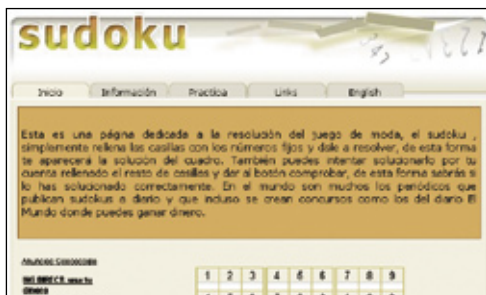 sudoku
Inicio Información Practica Links English
Esta es una página dedicada a la resolución del juego de moda, el sudoku ,
simplemente rellena las casillas con los números fijos y dale a resolver, de esta forma
te aparecerá la solución del cuadro. También puedes intentar solucionarlo por tu
cuenta rellenado el resto de casillas y dar al botón comprobar, de esta forma sabrás si
lo has solucionado correctamente. En el mundo son muchos los periódicos que
publican sudokus a diario y que incluso se crean concursos como los del diario El
Mundo donde puedes ganar dinero.
Anuncios
ING DIRECT,
dinero
1 2 3 4 5 6 7 8 9